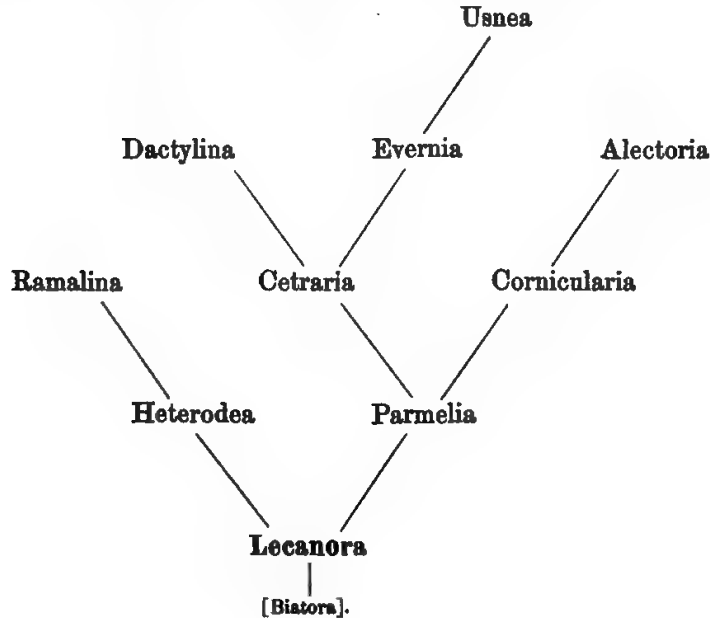 Usnea
Dactylina Evernia Alectoria
Ramalina Cetraria Cornicularia
Heterodea Parmelia
Lecanora
[Biatora].